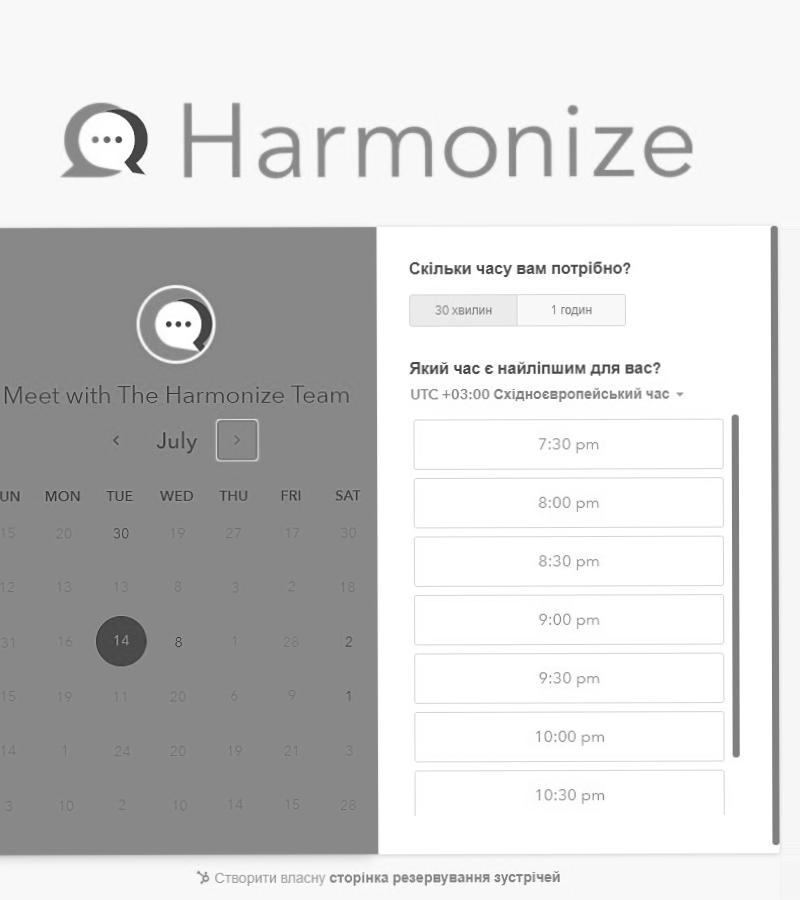 Harmonize
Meet with The Harmonize Team
July
UN MON TUE WED THU FRI SAT
15 20 30 19 27 17 30
12 13 13 8 3 2 18
31 16 14 8 1 28 2
15 19 11 20 6 9 1
14 1 24 20 19 21 3
3 10 2 10 14 15 28
Скільки часу вам потрібно?
30 хвилин 1 годин
Який час є найліпшим для вас?
UTC +03:00 Східноєвропейський час
7:30 pm
8:00 pm
8:30 pm
9:00 pm
9:30 pm
10:00 pm
10:30 pm
Створити власну сторінка резервування зустрічей